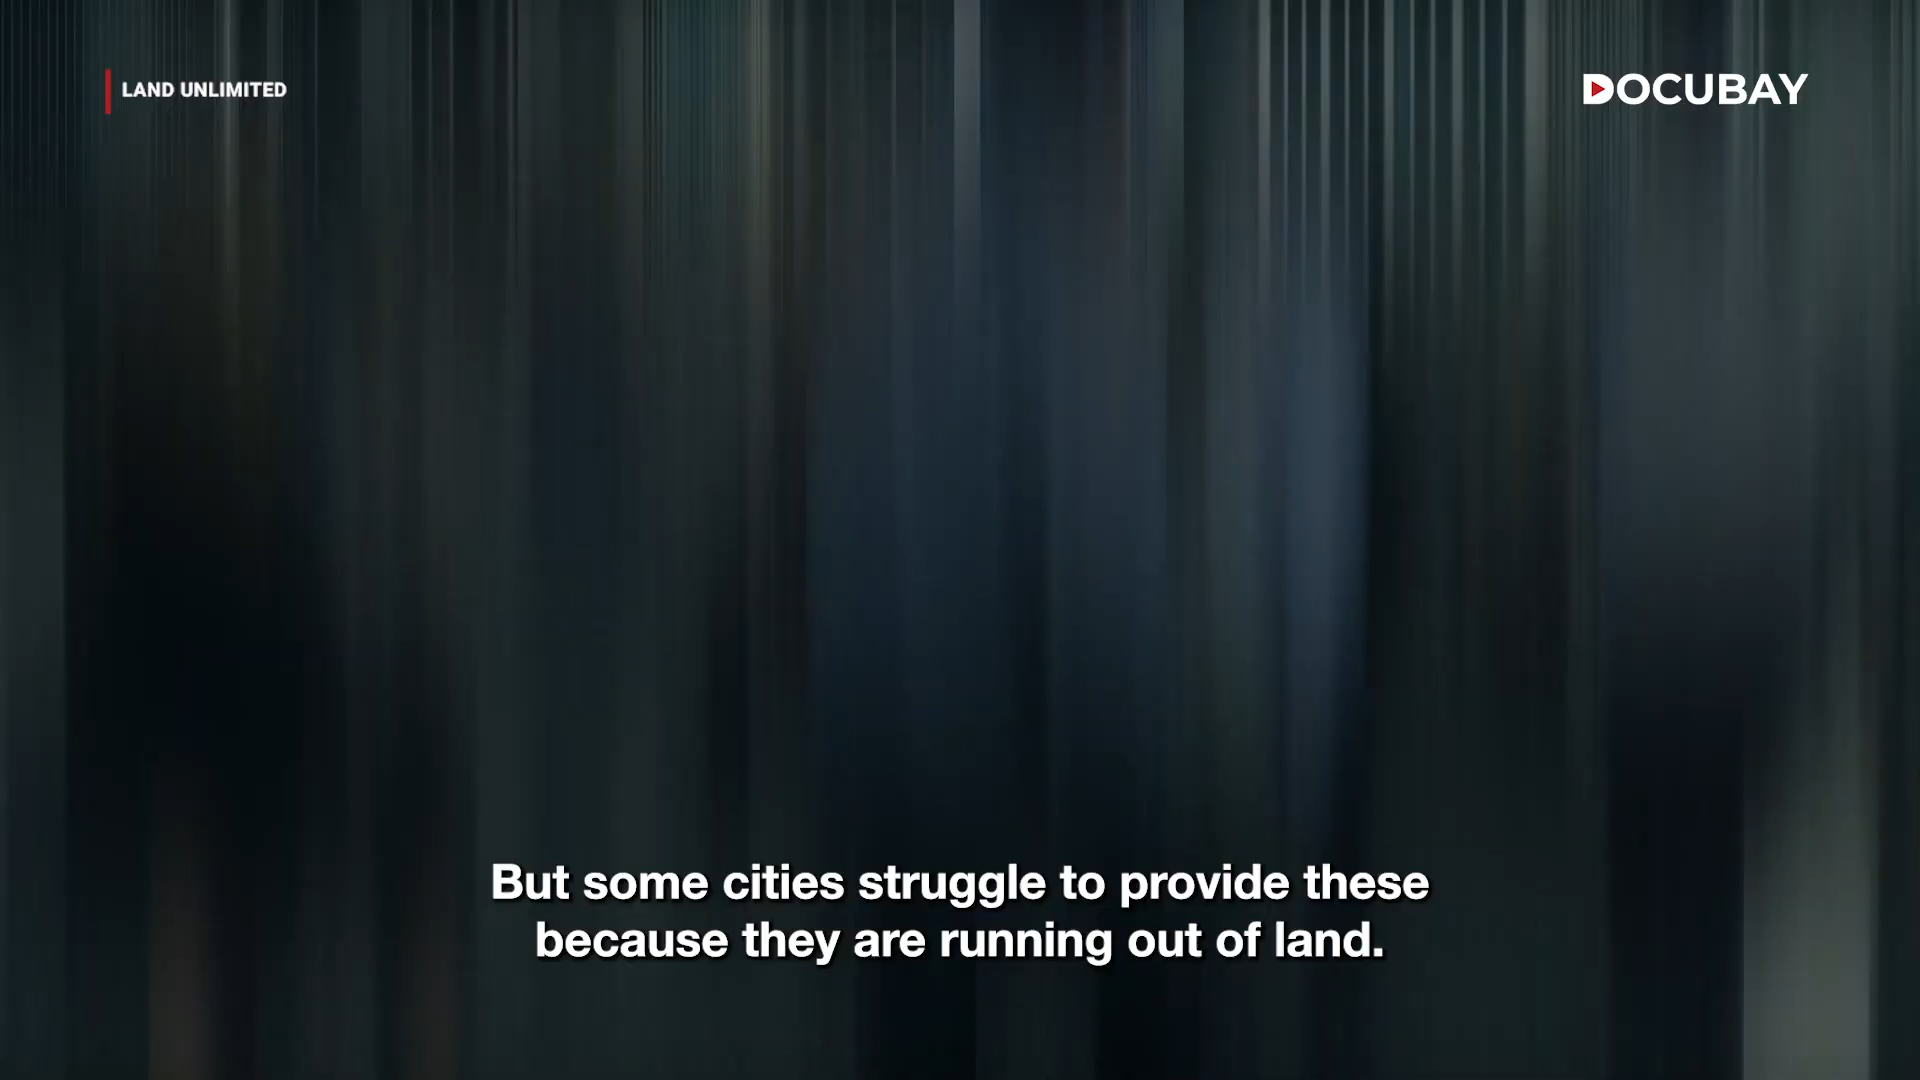 LAND UNLIMITED
DOCUBAY
But some cities struggle to provide these
because they are running out of land.